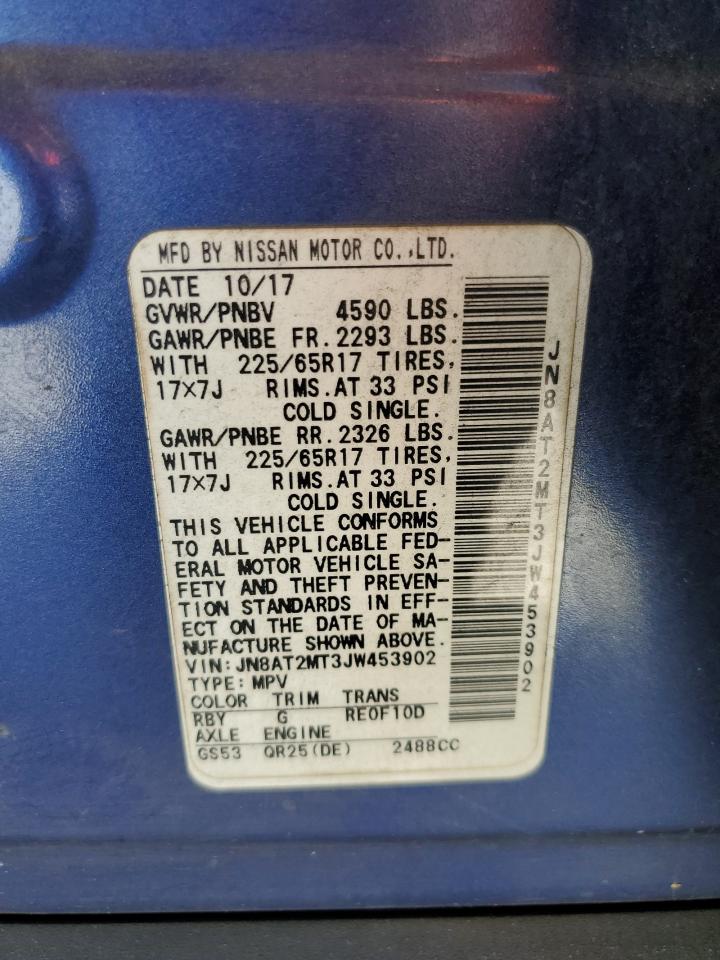 MFD BY NISSAN MOTOR CO.,LTD.
DATE 10/17
GVWR/PNBV 4590 LBS.
GAWR/PNBE FR.2293 LBS.
WITH 225/65R17 TIRES,
17×7J RIMS.AT 33 PSI
COLD SINGLE.
GAWR/PNBE RR.2326 LBS.
WITH 225/65R17 TIRES,
17×7J RIMS.AT 33 PSI
COLD SINGLE.
THIS VEHICLE CONFORMS
TO ALL APPLICABLE FED-
ERAL MOTOR VEHICLE SA-
FETY AND THEFT PREVEN-
TION STANDARDS IN EFF-
ECT ON THE DATE OF MA-
NUFACTURE SHOWN ABOVE.
VIN:JN8AT2MT3JW453902
TYPE:MPV
COLOR TRIM TRANS
RBY G RE0F10D
AXLE ENGINE
GS53 QR25(DE) 2488CC
JN8AT2MT3JW453902